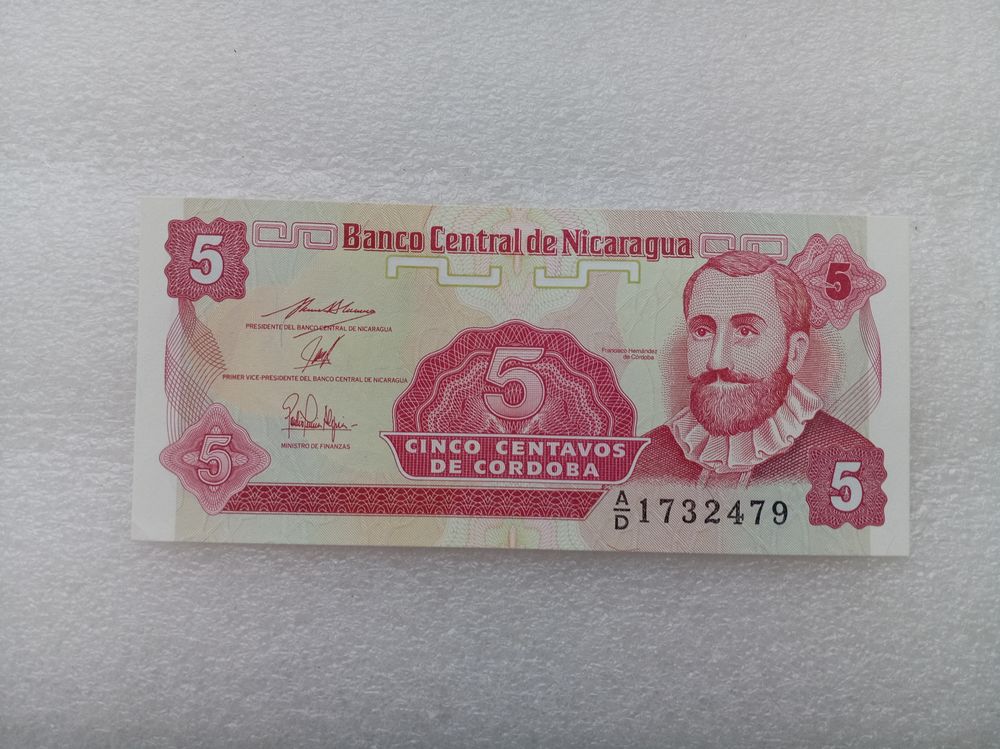 5
Banco Central de Nicaragua
5
PRESIDENTE DEL BANCO CENTRAL DE NICARAGUA
PRIMER VICE-PRESIDENTE DEL BANCO CENTRAL DE NICARAGUA
MINISTRO DE FINANZAS
Francisco Hernández
de Córdoba
5
CINCO CENTAVOS
DE CORDOBA
5
5
A/D 1732479